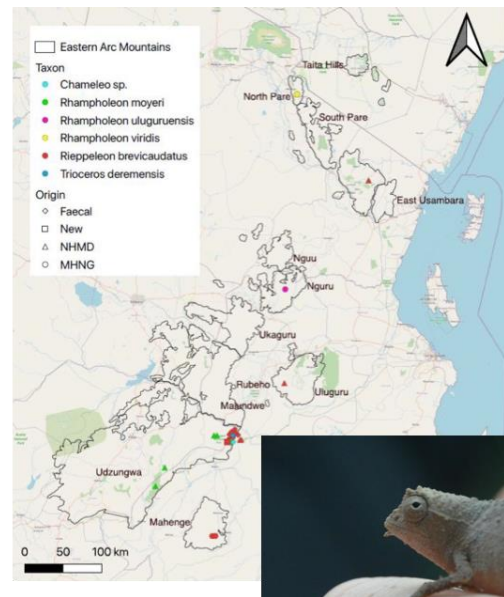 Eastern Arc Mountains
Taxon
Chameleo sp.
Rhampholeon moyeri
Rhampholeon uluguruensis
Rhampholeon viridis
Rieppeleon brevicaudatus
Trioceros deremensis
Origin
Faecal
New
NHMD
MHNG
Taita Hills
North Pare
South Pare
East Usambara
Nguu
Nguru
Ukaguru
Rubeho
Uluguru
Malundwe
Udzungwa
Mahenge
0 50 100 km